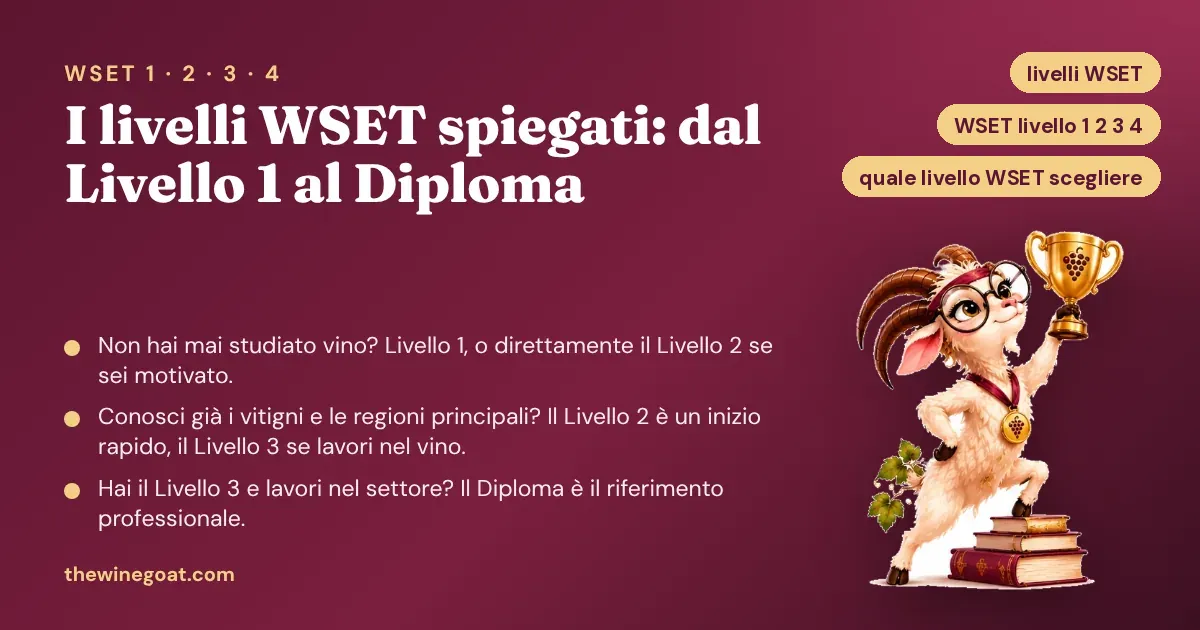 WSET 1 · 2 · 3 · 4
I livelli WSET spiegati: dal
Livello 1 al Diploma
livelli WSET
WSET livello 1 2 3 4
quale livello WSET scegliere
Non hai mai studiato vino? Livello 1, o direttamente il Livello 2 se
sei motivato.
Conosci già i vitigni e le regioni principali? Il Livello 2 è un inizio
rapido, il Livello 3 se lavori nel vino.
Hai il Livello 3 e lavori nel settore? Il Diploma è il riferimento
professionale.
thewinegoat.com